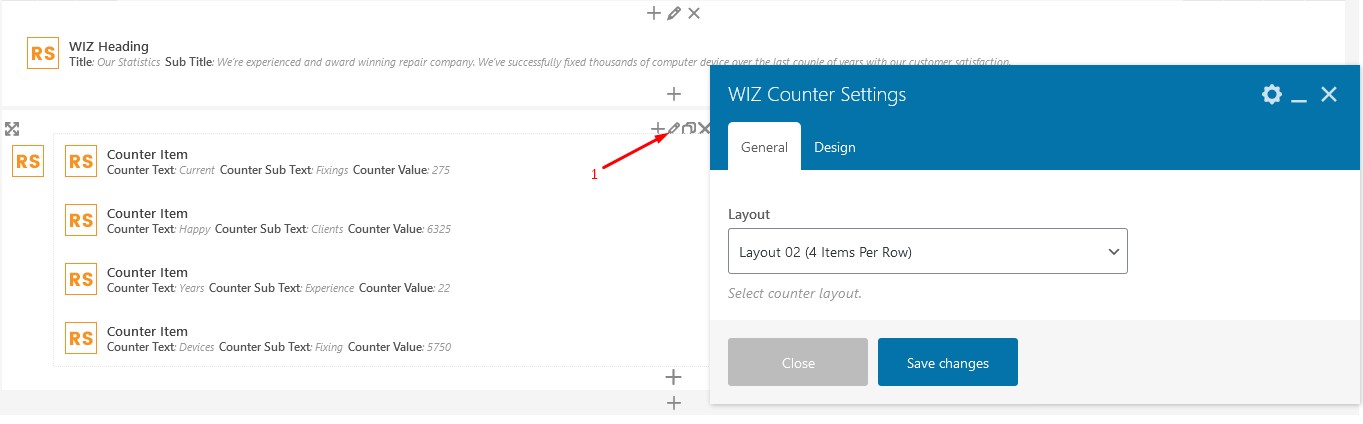 RS
WIZ Heading
Title: Our Statistics Sub Title: We're experienced and award winning repair company. We've successfully fixed thousands of computer device over the last couple of years with our customer satisfaction.
RS
RS
Counter Item
Counter Text: Current Counter Sub Text: Fixings Counter Value: 275
RS
Counter Item
Counter Text: Happy Counter Sub Text: Clients Counter Value: 6325
RS
Counter Item
Counter Text: Years Counter Sub Text: Experience Counter Value: 22
RS
Counter Item
Counter Text: Devices Counter Sub Text: Fixing Counter Value: 5750
1
WIZ Counter Settings
General Design
Layout
Layout 02 (4 Items Per Row)
Select counter layout.
Close Save changes